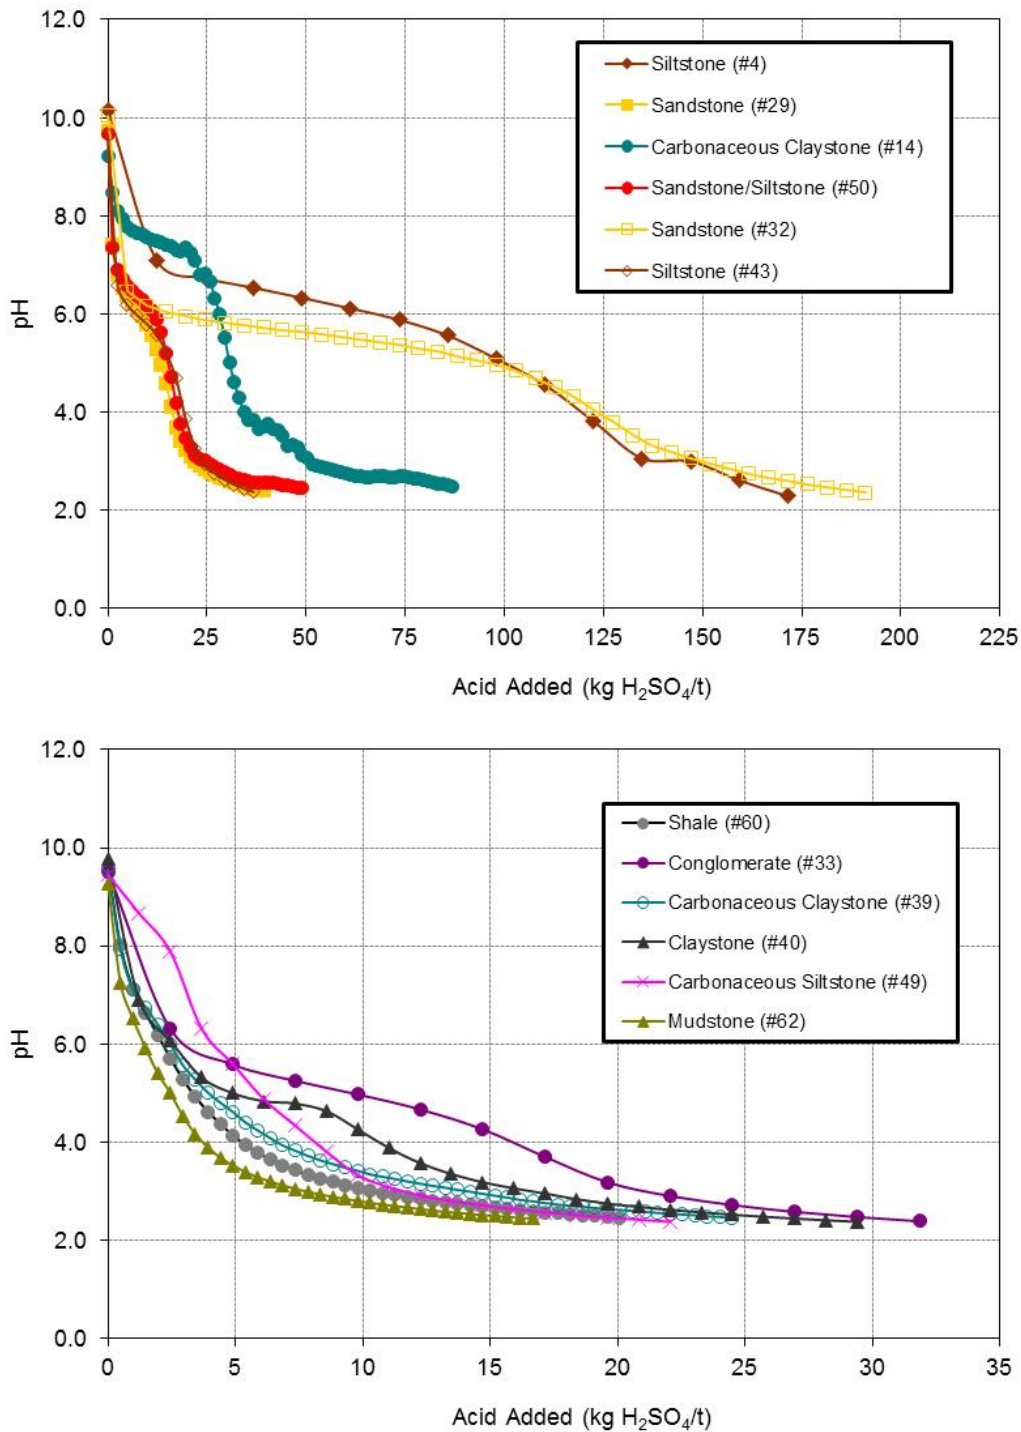 12.0
10.0
8.0
6.0
4.0
2.0
0.0
pH
Siltstone (#4)
Sandstone (#29)
Carbonaceous Claystone (#14)
Sandstone/Siltstone (#50)
Sandstone (#32)
Siltstone (#43)
0 25 50 75 100 125 150 175 200 225
Acid Added (kg H₂SO₄/t)
12.0
10.0
8.0
6.0
4.0
2.0
0.0
pH
Shale (#60)
Conglomerate (#33)
Carbonaceous Claystone (#39)
Claystone (#40)
Carbonaceous Siltstone (#49)
Mudstone (#62)
0 5 10 15 20 25 30 35
Acid Added (kg H₂SO₄/t)